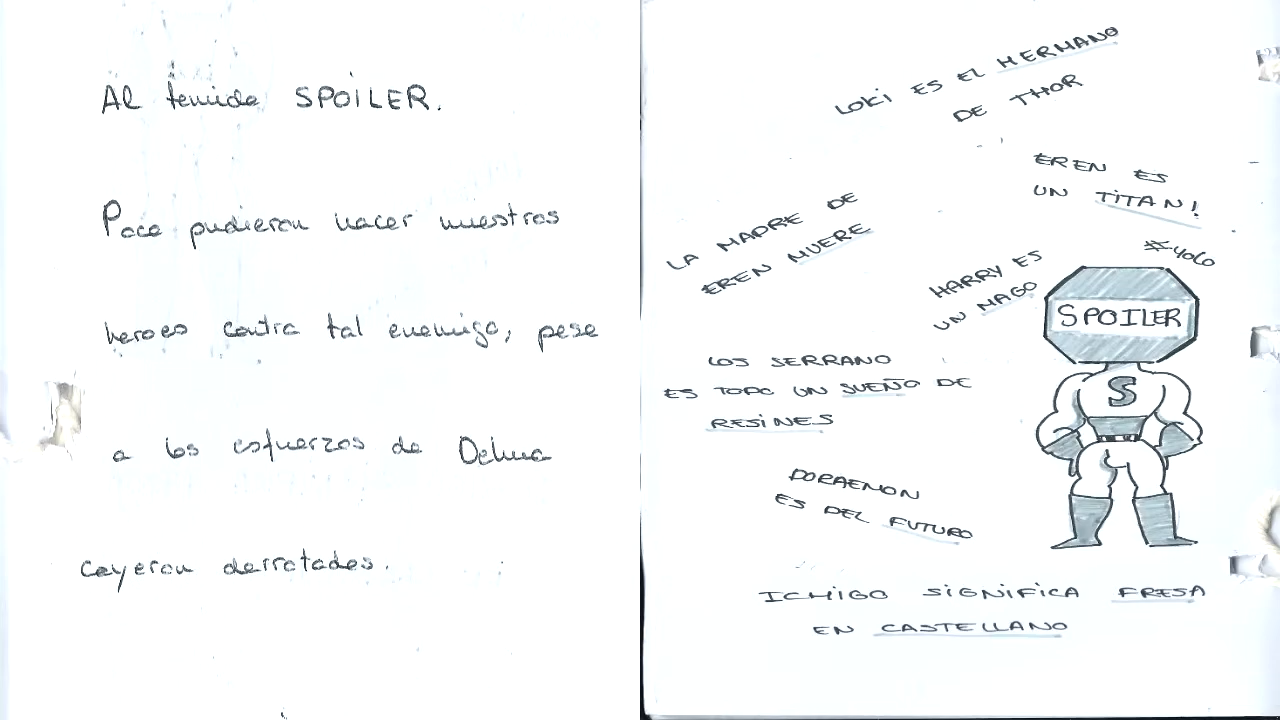 Al temido SPOILER.
Poco pudieron hacer nuestros
heroes contra tal enemigo, pese
a los esfuerzos de Delma
cayeron derrotados.
LOKI ES EL HERMANO
DE THOR
EREN ES
UN TITAN!
LA MADRE DE
EREN MUERE
#YOLO
HARRY ES
UN MAGO
SPOILER
S
LOS SERRANO
ES TODO UN SUEÑO DE
RESINES
DORAEMON
ES DEL FUTURO
ICHIGO SIGNIFICA FRESA
EN CASTELLANO